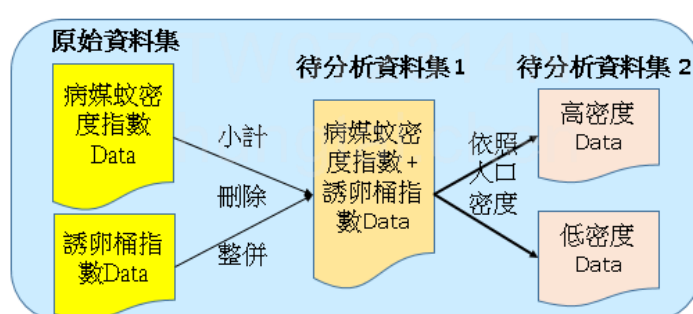 原始資料集
病媒蚊密
度指數
Data
誘卵桶指
數Data
小計
刪除
整併
待分析資料集1
病媒蚊密
度指數+
誘卵桶指
數Data
依照
人口
密度
待分析資料集 2
高密度
Data
低密度
Data